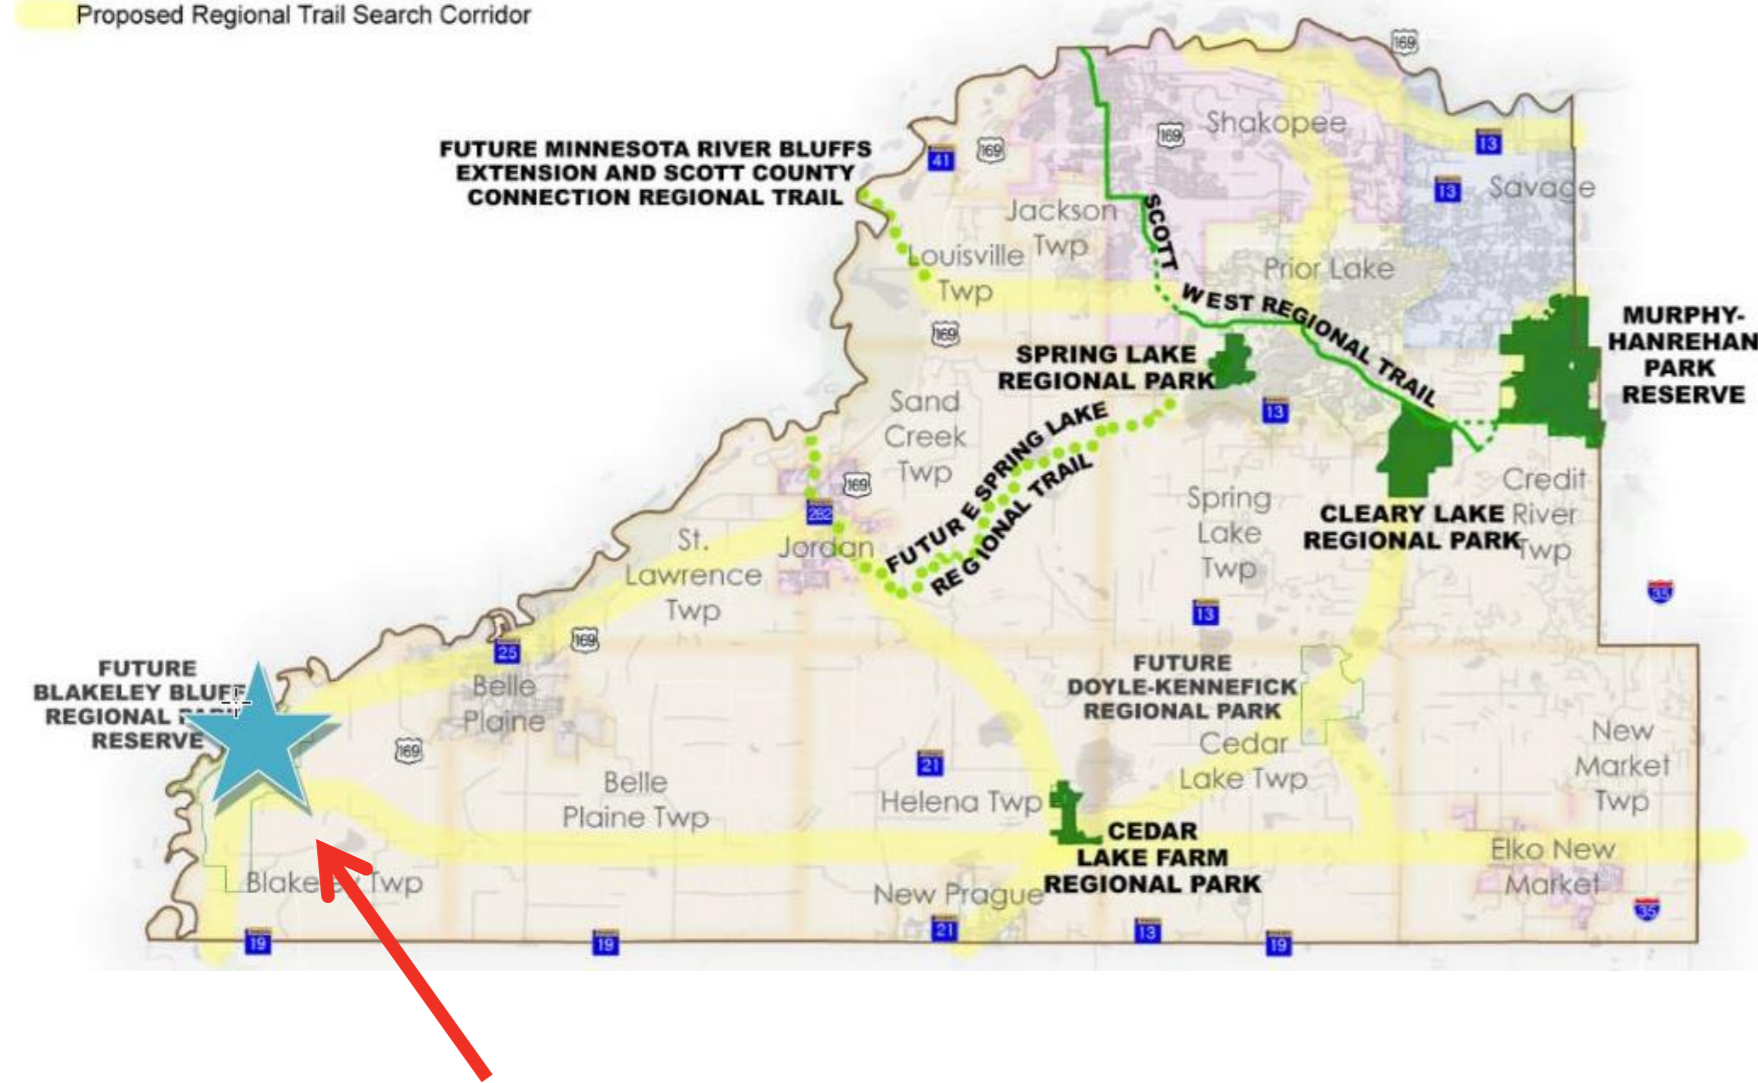 Proposed Regional Trail Search Corridor
169
FUTURE MINNESOTA RIVER BLUFFS
EXTENSION AND SCOTT COUNTY
CONNECTION REGIONAL TRAIL
41
169
169
Shakopee
13
13
Savage
Jackson
Twp
SCOTT
WEST REGIONAL TRAIL
Louisville
Twp
Prior Lake
169
SPRING LAKE
REGIONAL PARK
MURPHY-
HANREHAN
PARK
RESERVE
13
Sand
Creek
Twp
FUTURE SPRING LAKE
REGIONAL TRAIL
169
282
Jordan
St.
Lawrence
Twp
Spring
Lake
Twp
CLEARY LAKE
REGIONAL PARK
Credit
River
Twp
35
13
169
25
FUTURE
BLAKELEY BLUFF
REGIONAL
RESERVE
Belle
Plaine
169
FUTURE
DOYLE-KENNEFICK
REGIONAL PARK
Cedar
Lake Twp
New
Market
Twp
21
Belle
Plaine Twp
Helena Twp
CEDAR
LAKE FARM
REGIONAL PARK
Elko New
Market
Blakeley Twp
New Prague
35
19
19
21
13
19